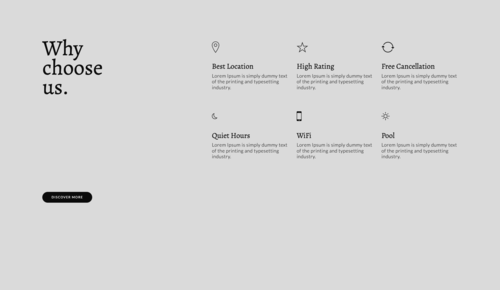 Why
choose
us.
DISCOVER MORE
Best Location
Lorem Ipsum is simply dummy text
of the printing and typesetting
industry.
High Rating
Lorem Ipsum is simply dummy text
of the printing and typesetting
industry.
Free Cancellation
Lorem Ipsum is simply dummy text
of the printing and typesetting
industry.
Quiet Hours
Lorem Ipsum is simply dummy text
of the printing and typesetting
industry.
WiFi
Lorem Ipsum is simply dummy text
of the printing and typesetting
industry.
Pool
Lorem Ipsum is simply dummy text
of the printing and typesetting
industry.